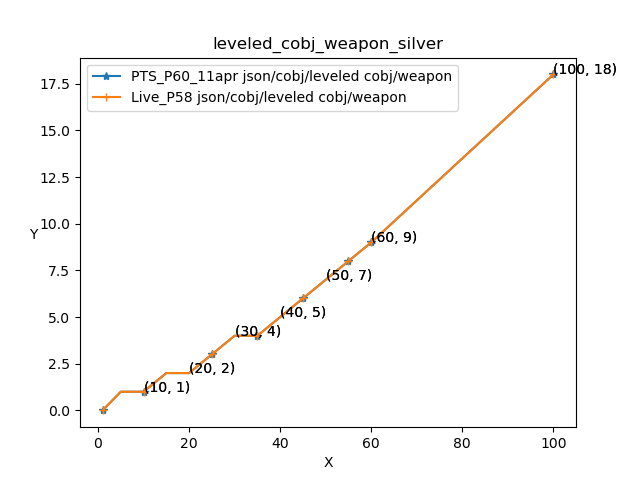 leveled_cobj_weapon_silver
PTS_P60_11apr json/cobj/leveled cobj/weapon
Live_P58 json/cobj/leveled cobj/weapon
(100, 18)
17.5
15.0
12.5
10.0
(60, 9)
Y
7.5
(50, 7)
(40, 5)
5.0
(30, 4)
2.5
(20, 2)
(10, 1)
0.0
0 20 40 60 80 100
X